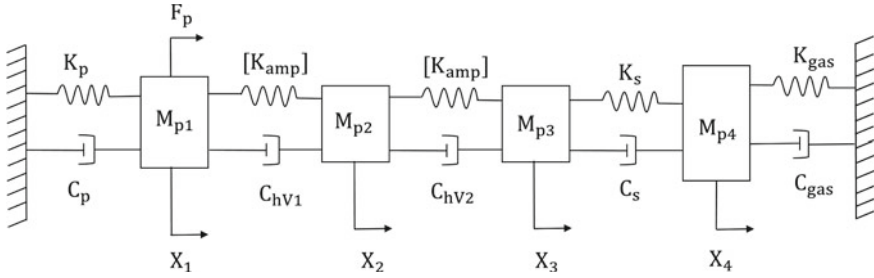 F_p
K_p [K_amp] [K_amp] K_s K_gas
M_p1 M_p2 M_p3 M_p4
C_p C_hV1 C_hV2 C_s C_gas
X_1 X_2 X_3 X_4